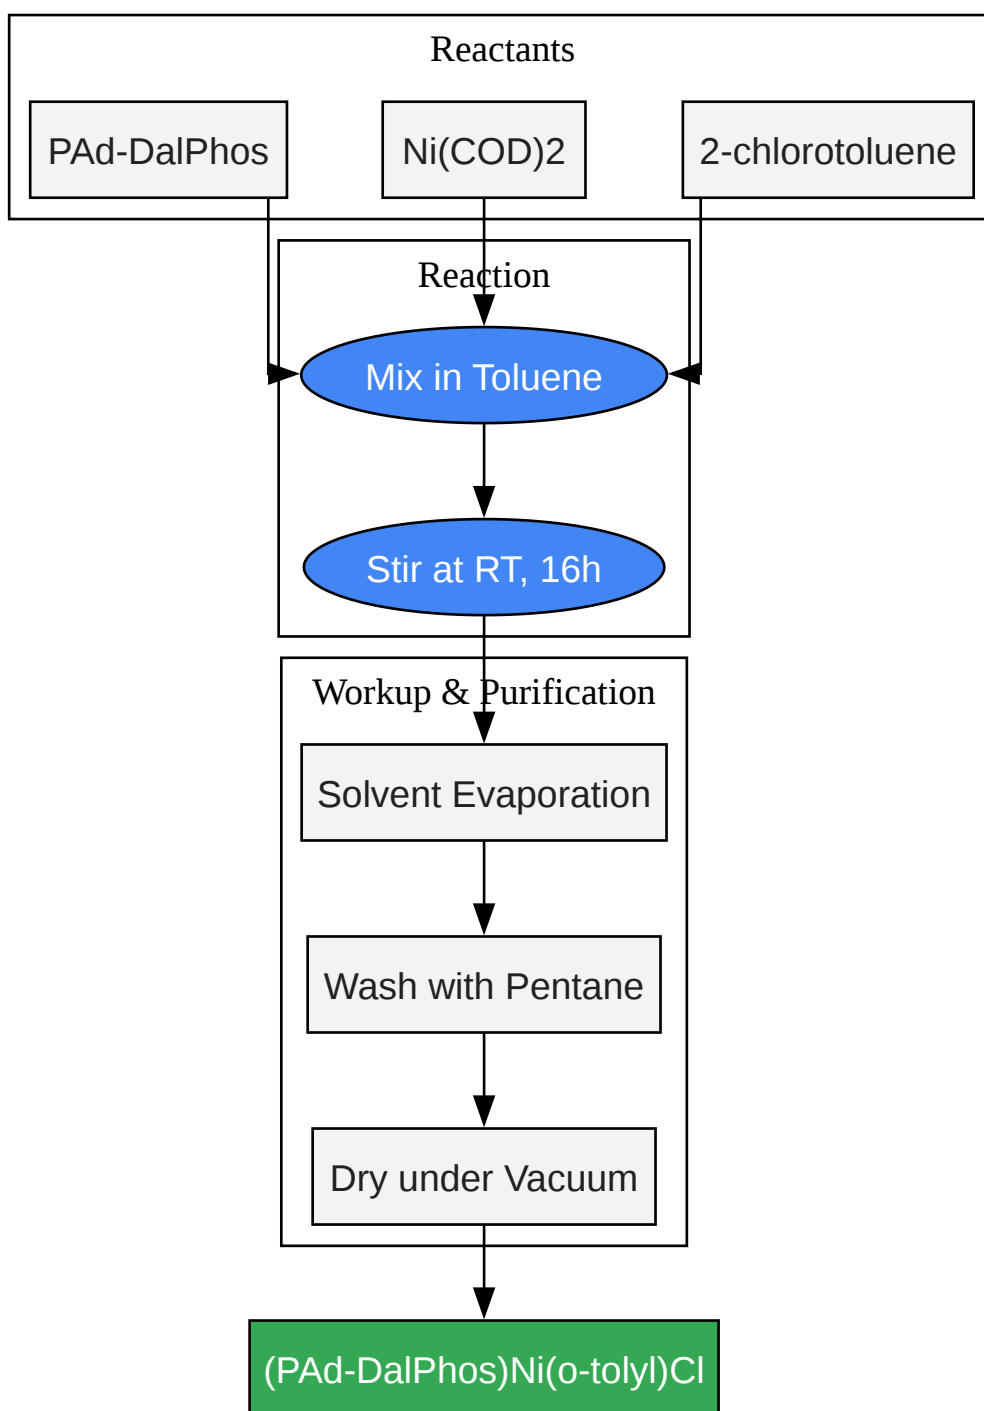 Reactants
PAd-DalPhos
Ni(COD)2
2-chlorotoluene
Reaction
Mix in Toluene
Stir at RT, 16h
Workup & Purification
Solvent Evaporation
Wash with Pentane
Dry under Vacuum
(PAd-DalPhos)Ni(o-tolyl)Cl